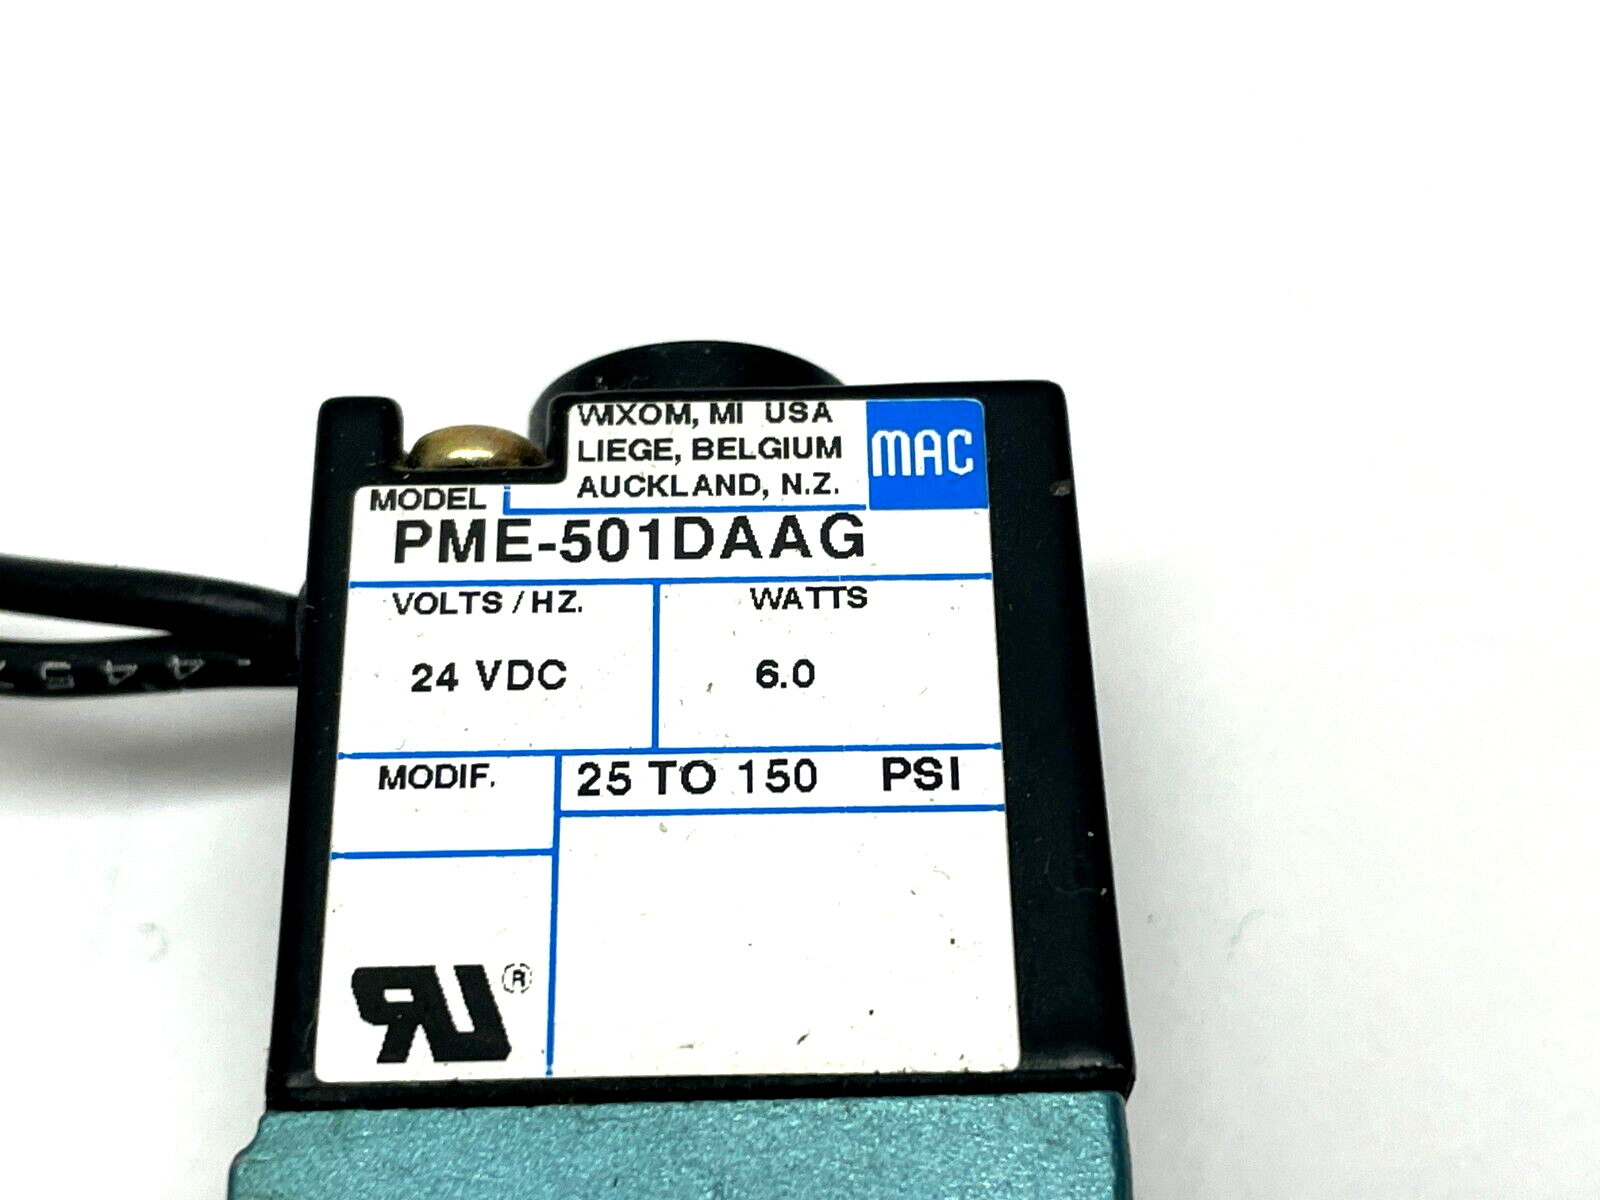 WIXOM, MI USA
LIEGE, BELGIUM
AUCKLAND, N.Z.
MAC
MODEL
PME-501DAAG
VOLTS / HZ.
WATTS
24 VDC
6.0
MODIF.
25 TO 150 PSI
®